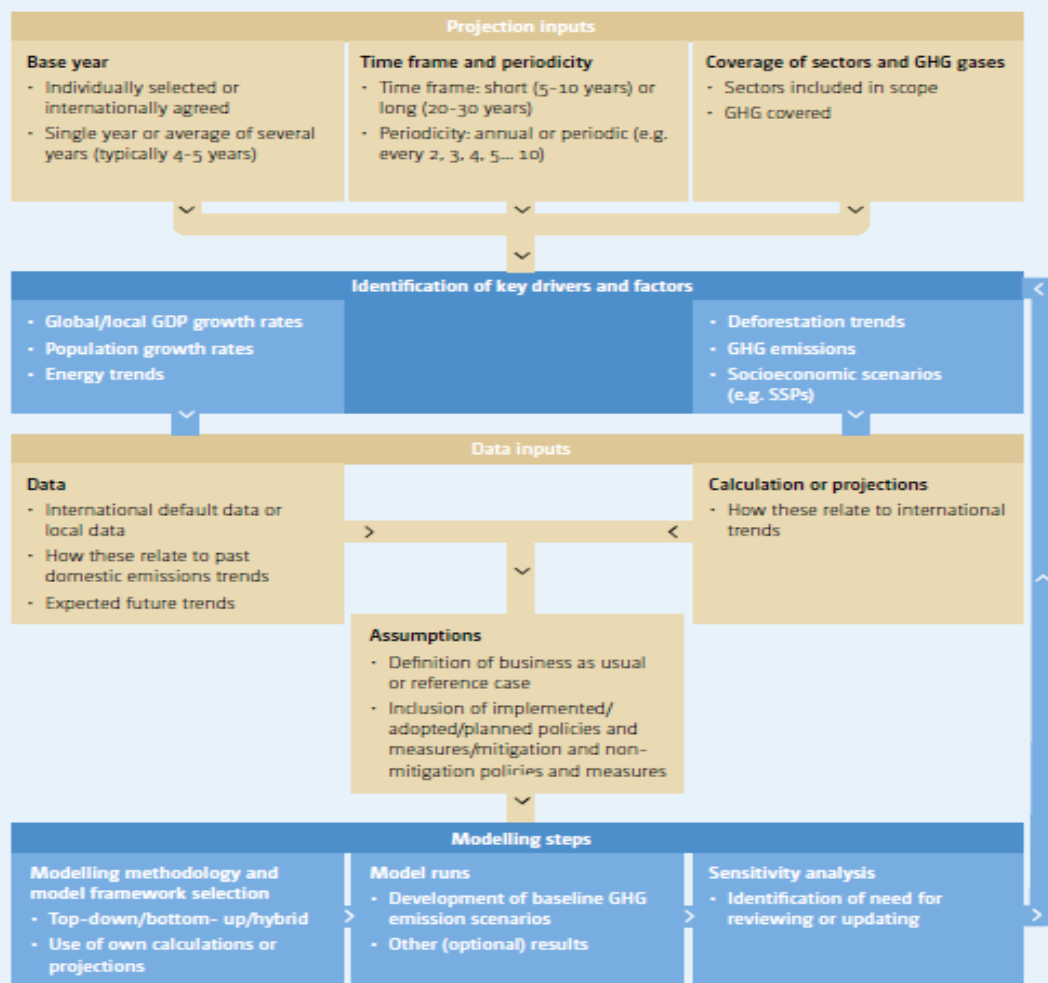 Projection inputs
Base year
· Individually selected or
internationally agreed
· Single year or average of several
years (typically 4-5 years)
Time frame and periodicity
· Time frame: short (5-10 years) or
long (20-30 years)
· Periodicity: annual or periodic (e.g.
every 2, 3, 4, 5... 10)
Coverage of sectors and GHG gases
· Sectors included in scope
· GHG covered
Identification of key drivers and factors
· Global/local GDP growth rates
· Population growth rates
· Energy trends
· Deforestation trends
· GHG emissions
· Socioeconomic scenarios
(e.g. SSPs)
Data inputs
Data
· International default data or
local data
· How these relate to past
domestic emissions trends
· Expected future trends
Calculation or projections
· How these relate to international
trends
Assumptions
· Definition of business as usual
or reference case
· Inclusion of implemented/
adopted/planned policies and
measures/mitigation and non-
mitigation policies and measures
Modelling steps
Modelling methodology and
model framework selection
· Top-down/bottom- up/hybrid
· Use of own calculations or
projections
Model runs
· Development of baseline GHG
emission scenarios
· Other (optional) results
Sensitivity analysis
· Identification of need for
reviewing or updating